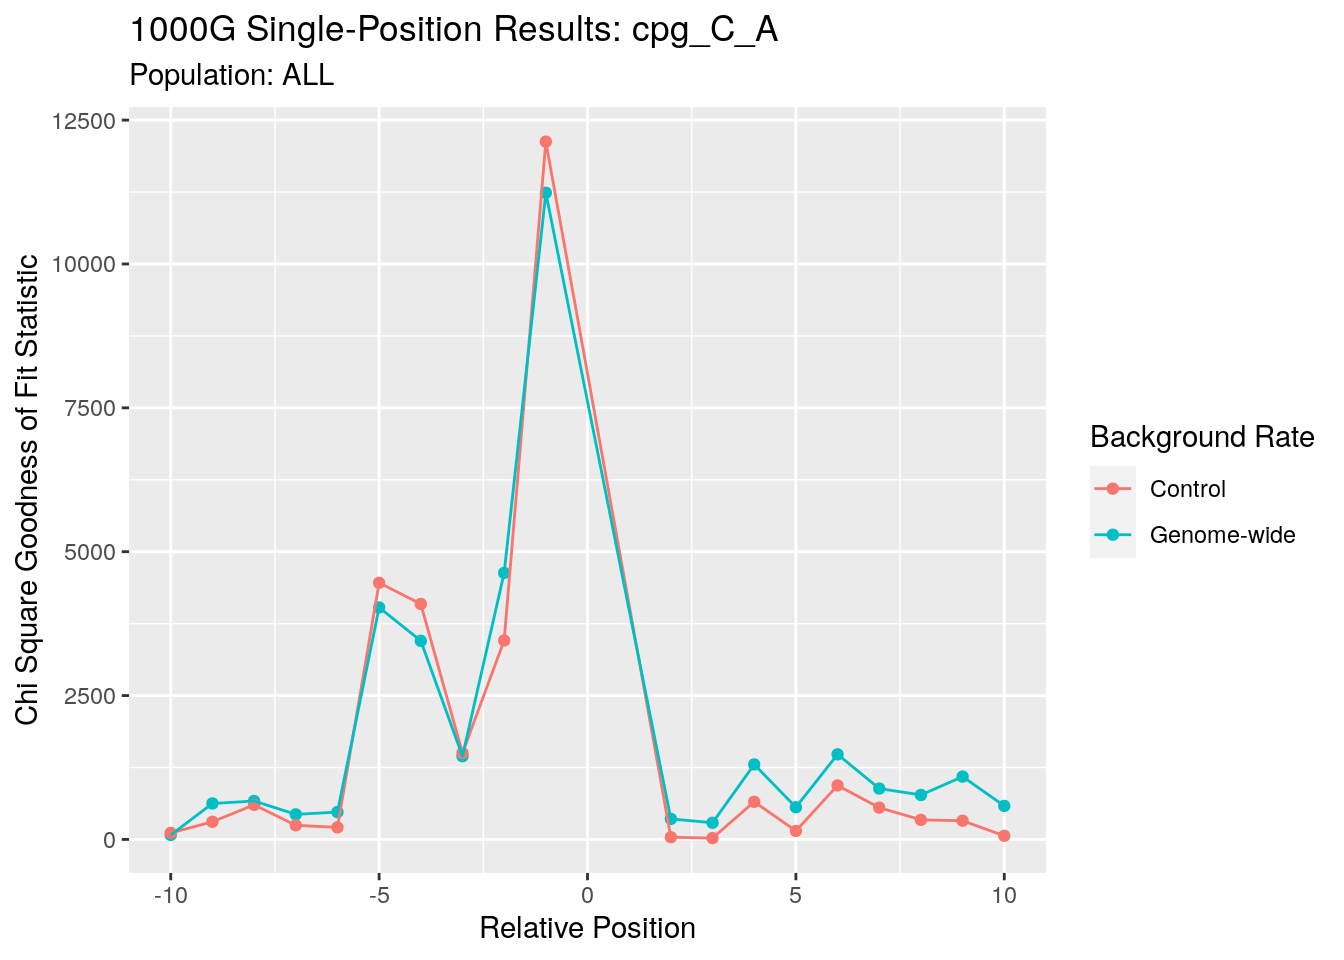 1000G Single-Position Results: cpg_C_A
Population: ALL
Chi Square Goodness of Fit Statistic
12500
10000
7500
5000
2500
0
-10
-5
0
5
10
Relative Position
Background Rate
Control
Genome-wide